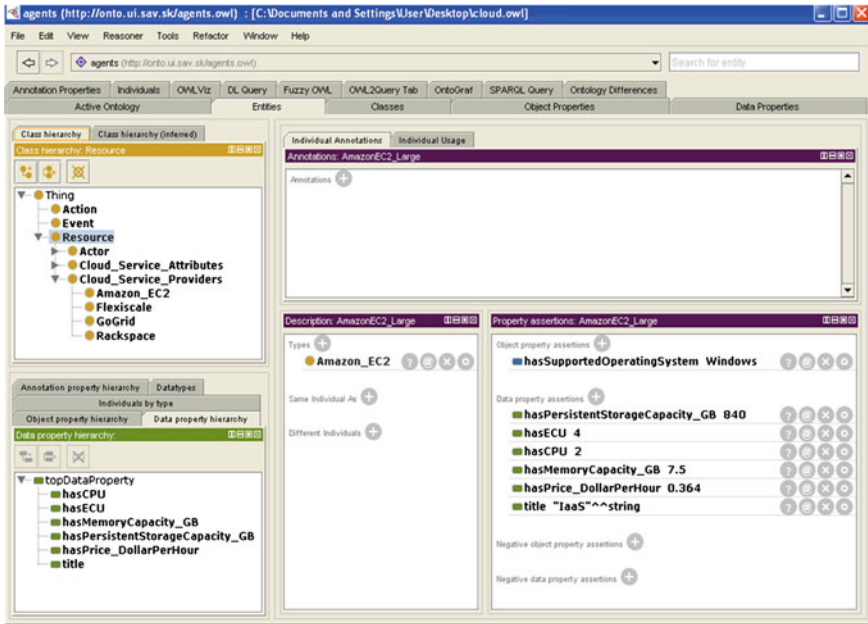 agents (http://onto.ui.sav.sk/agents.owl) : [C:\Documents and Settings\User\Desktop\cloud.owl]
File Edit View Reasoner Tools Refactor Window Help
agents (http://onto.ui.sav.sk/agents.owl)
Search for entity
Annotation Properties Individuals OWLViz DL Query Fuzzy OWL OWL2Query Tab OntoGraf SPARQL Query Ontology Differences
Active Ontology Entities Classes Object Properties Data Properties
Class hierarchy Class hierarchy (inferred)
Class hierarchy: Resource
Thing
Action
Event
Resource
Actor
Cloud_Service_Attributes
Cloud_Service_Providers
Amazon_EC2
Flexiscale
GoGrid
Rackspace
Annotation property hierarchy Datatypes
Individuals by type
Object property hierarchy Data property hierarchy
Data property hierarchy:
topDataProperty
hasCPU
hasECU
hasMemoryCapacity_GB
hasPersistentStorageCapacity_GB
hasPrice_DollarPerHour
title
Individual Annotations Individual Usage
Annotations: AmazonEC2_Large
Annotations
Description: AmazonEC2_Large
Types
Amazon_EC2
Same Individual As
Different Individuals
Property assertions: AmazonEC2_Large
Object property assertions
hasSupportedOperatingSystem Windows
Data property assertions
hasPersistentStorageCapacity_GB 840
hasECU 4
hasCPU 2
hasMemoryCapacity_GB 7.5
hasPrice_DollarPerHour 0.364
title "IaaS"^^string
Negative object property assertions
Negative data property assertions